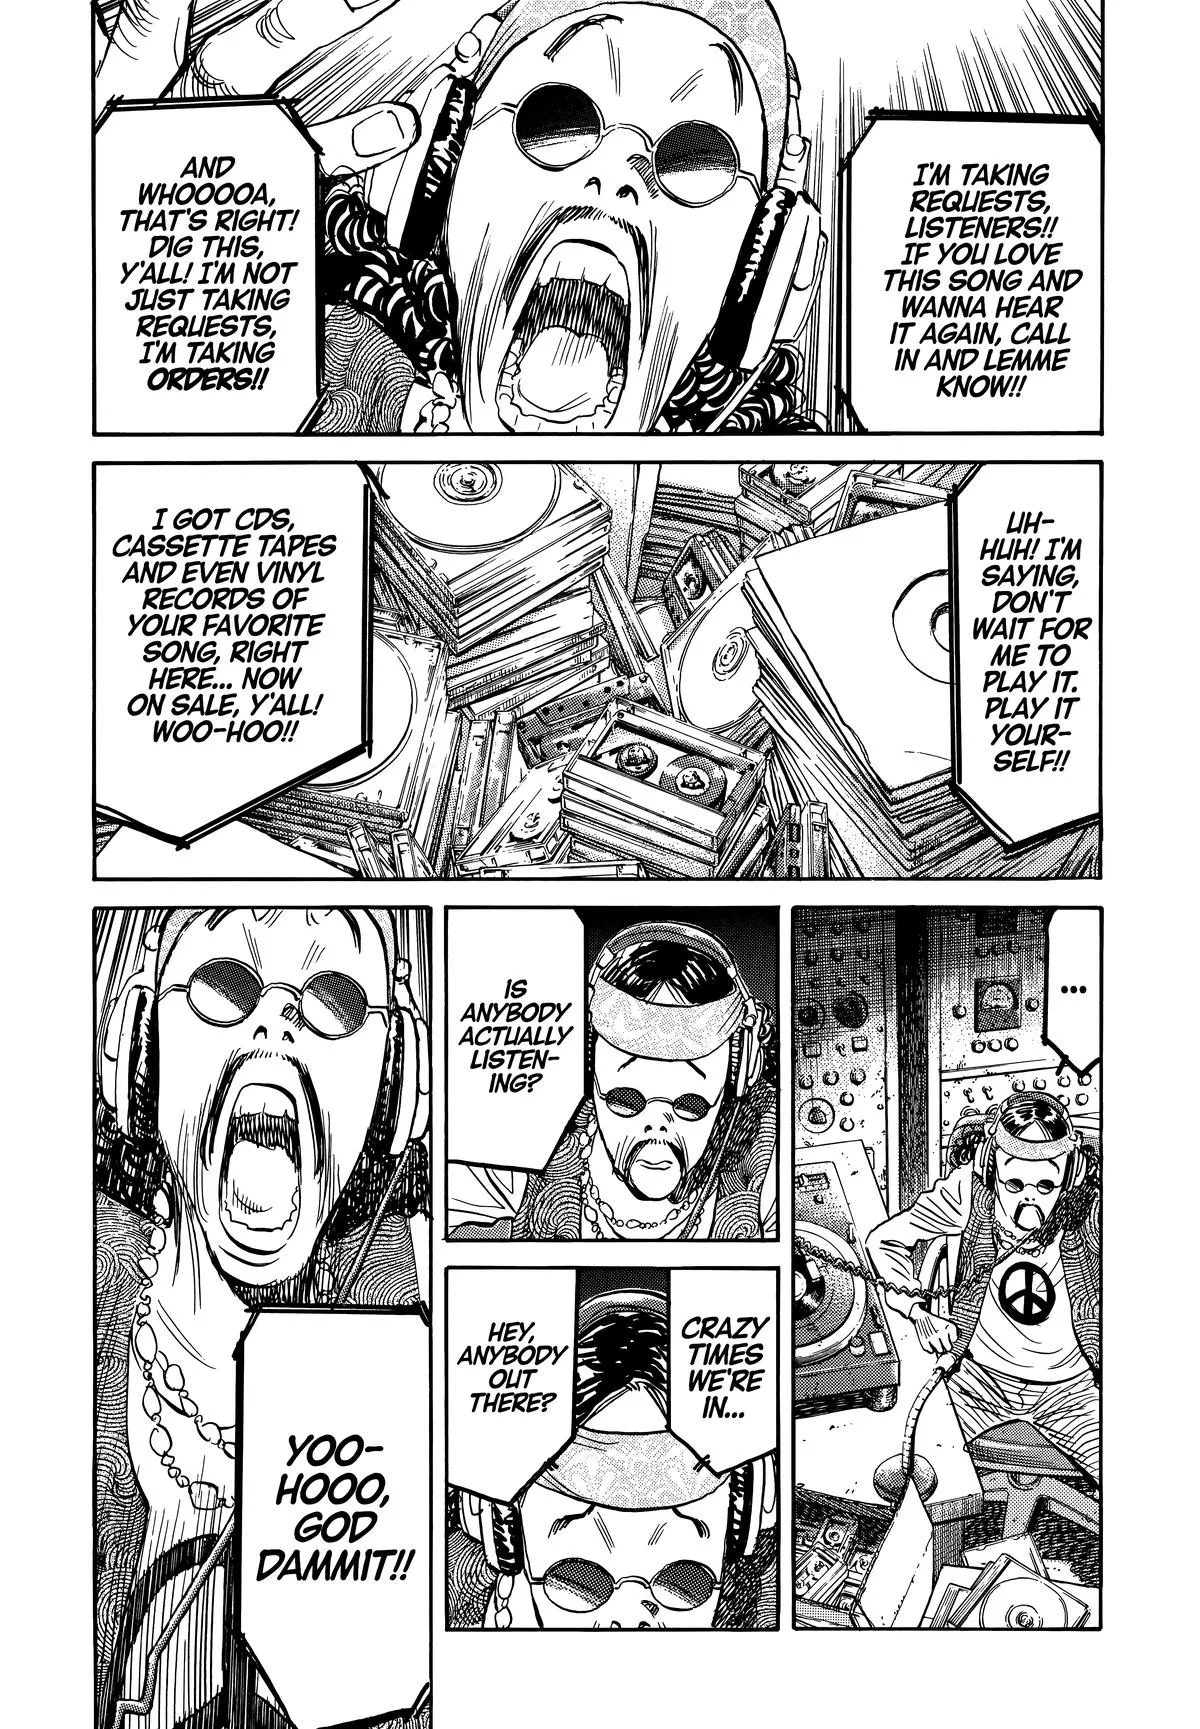 I'M TAKING
REQUESTS,
LISTENERS!!
IF YOU LOVE
THIS SONG AND
WANNA HEAR
IT AGAIN, CALL
IN AND LEMME
KNOW!!
AND
WHOOOOA,
THAT'S RIGHT!
DIG THIS,
Y'ALL! I'M NOT
JUST TAKING
REQUESTS,
I'M TAKING
ORDERS!!
UH-
HUH! I'M
SAYING,
DON'T
WAIT FOR
ME TO
PLAY IT.
PLAY IT
YOUR-
SELF!!
I GOT CDS,
CASSETTE TAPES
AND EVEN VINYL
RECORDS OF
YOUR FAVORITE
SONG, RIGHT
HERE... NOW
ON SALE, Y'ALL!
WOO-HOO!!
...
IS
ANYBODY
ACTUALLY
LISTEN-
ING?
CRAZY
TIMES
WE'RE
IN...
HEY,
ANYBODY
OUT
THERE?
YOO-
HOOO,
GOD
DAMMIT!!